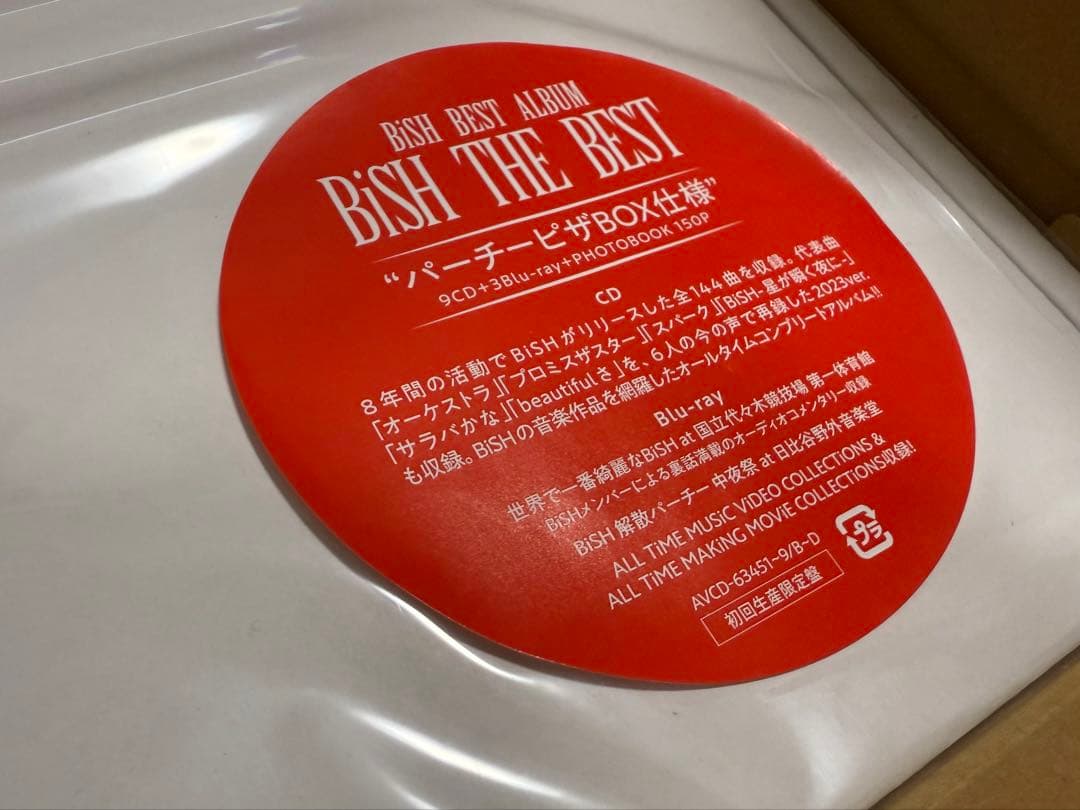 BiSH BEST ALBUM
BiSH THE BEST
“パーチーピザBOX仕様”
9CD+3Blu-ray+PHOTOBOOK 150P
CD
8年間の活動でBiSHがリリースした全144曲を収録。代表曲
「オーケストラ」「プロミスザスター」「スパーク」「BiSH-星が瞬く夜に-」
「サラバかな」「beautifulさ」を、6人の今の声で再録した2023ver.
も収録。BiSHの音楽作品を網羅したオールタイムコンプリートアルバム!!
Blu-ray
世界で一番綺麗なBiSH at 国立代々木競技場 第一体育館
BiSHメンバーによる裏話満載のオーディオコメンタリー収録
BiSH 解散パーチー 中夜祭 at 日比谷野外音楽堂
ALL TiME MUSiC VIDEO COLLECTiONS &
ALL TiME MAKiNG MOVIE COLLECTiONS収録!
AVCD-63451~9/B~D
プラ
初回生産限定盤